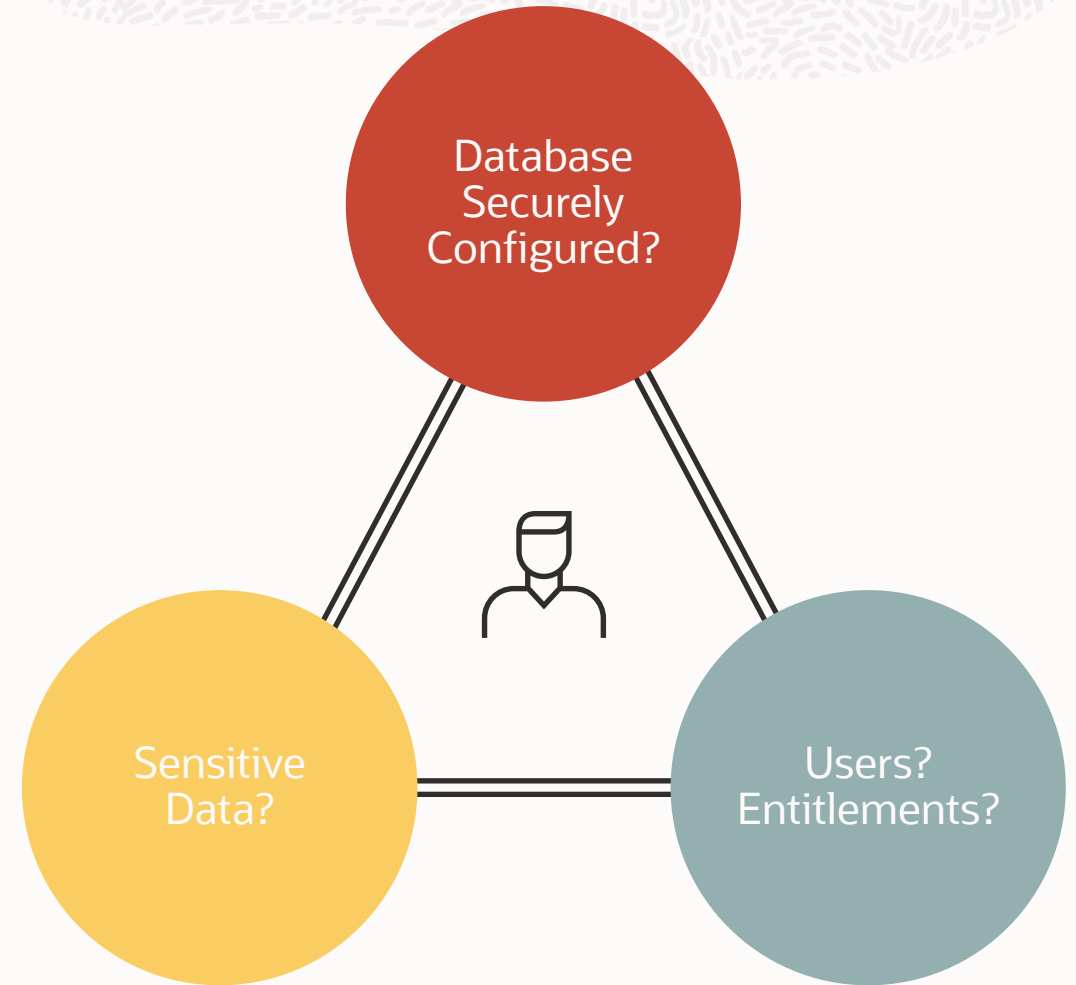 Database
Securely
Configured?
Sensitive
Data?
Users?
Entitlements?